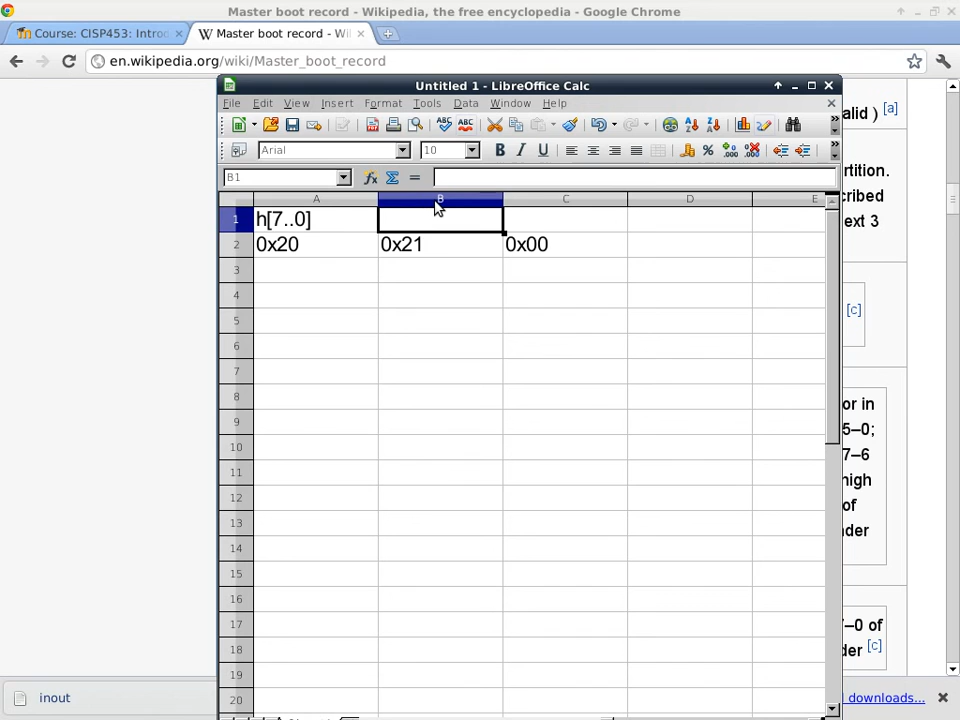 Master boot record - Wikipedia, the free encyclopedia - Google Chrome
Course: CISP453: Introd
Master boot record - Wi
en.wikipedia.org/wiki/Master_boot_record
Untitled 1 - LibreOffice Calc
File Edit View Insert Format Tools Data Window Help
Arial 10
B1
A B C D E
1 h[7..0]
2 0x20 0x21 0x00
3
4
5
6
7
8
9
10
11
12
13
14
15
16
17
18
19
20
alid ) [a]
rtition.
cribed
ext 3
[c]
or in
5–0;
7–6
high
of
nder
7–0 of
der [c]
inout
downloads...